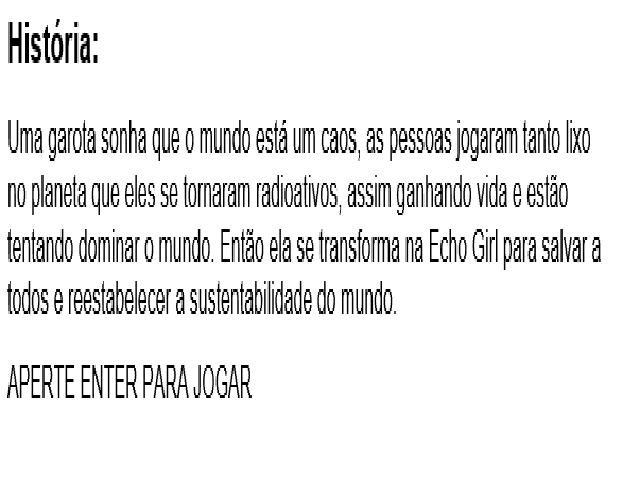 História:
Uma garota sonha que o mundo está um caos, as pessoas jogaram tanto lixo
no planeta que eles se tornaram radioativos, assim ganhando vida e estão
tentando dominar o mundo. Então ela se transforma na Echo Girl para salvar a
todos e reestabelecer a sustentabilidade do mundo.
APERTE ENTER PARA JOGAR